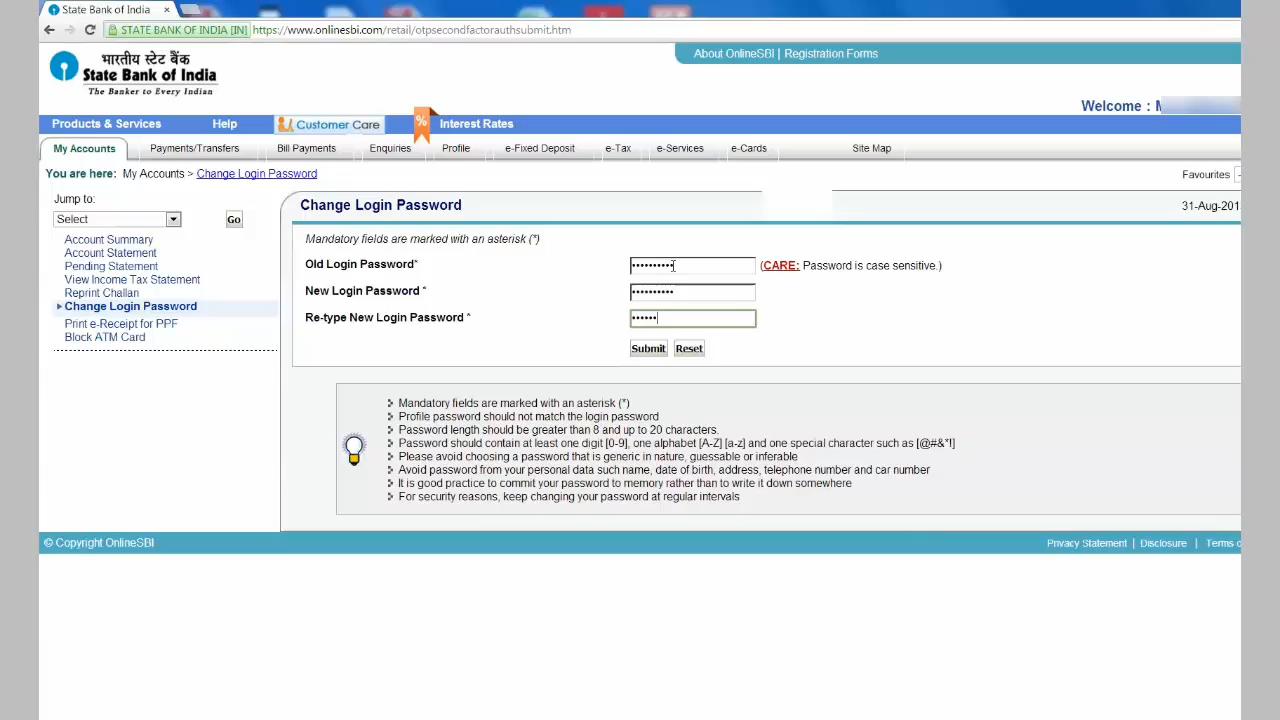 State Bank of India
STATE BANK OF INDIA [IN] https://www.onlinesbi.com/retail/otpsecondfactorauthsubmit.htm
भारतीय स्टेट बैंक
State Bank of India
The Banker to Every Indian
About OnlineSBI | Registration Forms
Welcome : M
Products & Services Help Customer Care % Interest Rates
My Accounts Payments/Transfers Bill Payments Enquiries Profile e-Fixed Deposit e-Tax e-Services e-Cards Site Map
You are here: My Accounts > Change Login Password Favourites
Jump to:
Select Go
Account Summary
Account Statement
Pending Statement
View Income Tax Statement
Reprint Challan
Change Login Password
Print e-Receipt for PPF
Block ATM Card
Change Login Password 31-Aug-201
Mandatory fields are marked with an asterisk (*)
Old Login Password* •••••••••• (CARE: Password is case sensitive.)
New Login Password * ••••••••••
Re-type New Login Password * ••••••
Submit Reset
Mandatory fields are marked with an asterisk (*)
Profile password should not match the login password
Password length should be greater than 8 and up to 20 characters.
Password should contain at least one digit [0-9], one alphabet [A-Z] [a-z] and one special character such as [@#&*!]
Please avoid choosing a password that is generic in nature, guessable or inferable
Avoid password from your personal data such name, date of birth, address, telephone number and car number
It is good practice to commit your password to memory rather than to write it down somewhere
For security reasons, keep changing your password at regular intervals
© Copyright OnlineSBI Privacy Statement | Disclosure | Terms